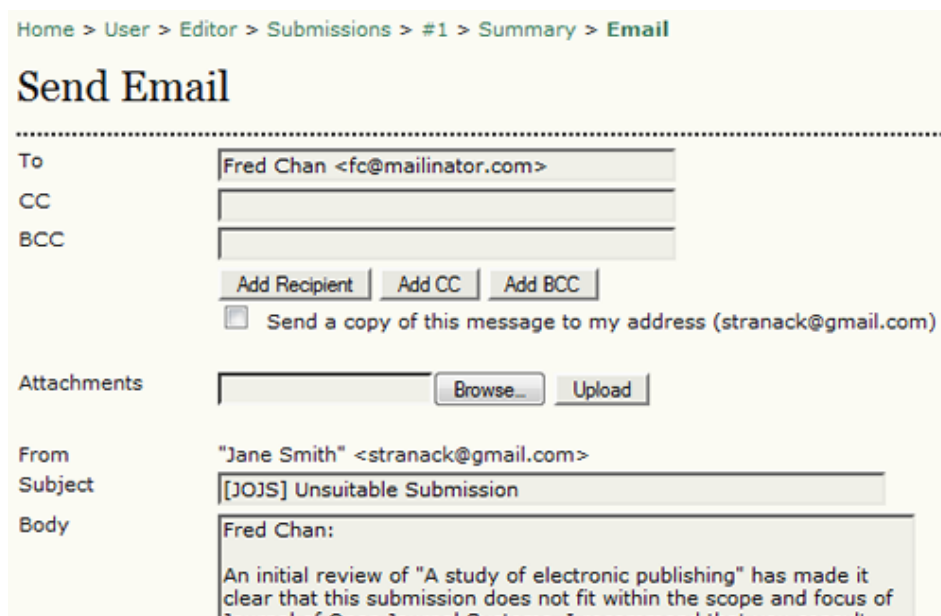 Home > User > Editor > Submissions > #1 > Summary > Email
Send Email
To Fred Chan <fc@mailinator.com>
CC
BCC
Add Recipient Add CC Add BCC
Send a copy of this message to my address (stranack@gmail.com)
Attachments Browse... Upload
From "Jane Smith" <stranack@gmail.com>
Subject [JOJS] Unsuitable Submission
Body Fred Chan:
An initial review of "A study of electronic publishing" has made it
clear that this submission does not fit within the scope and focus of